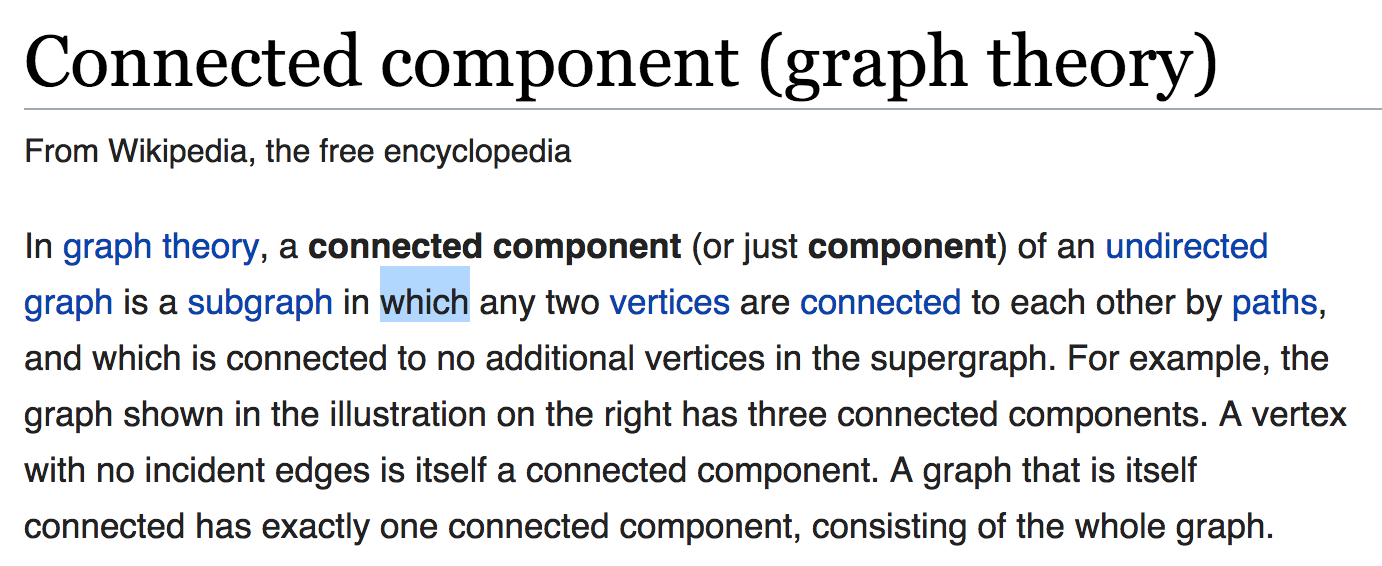 Connected component (graph theory)
From Wikipedia, the free encyclopedia
In graph theory, a connected component (or just component) of an undirected
graph is a subgraph in which any two vertices are connected to each other by paths,
and which is connected to no additional vertices in the supergraph. For example, the
graph shown in the illustration on the right has three connected components. A vertex
with no incident edges is itself a connected component. A graph that is itself
connected has exactly one connected component, consisting of the whole graph.